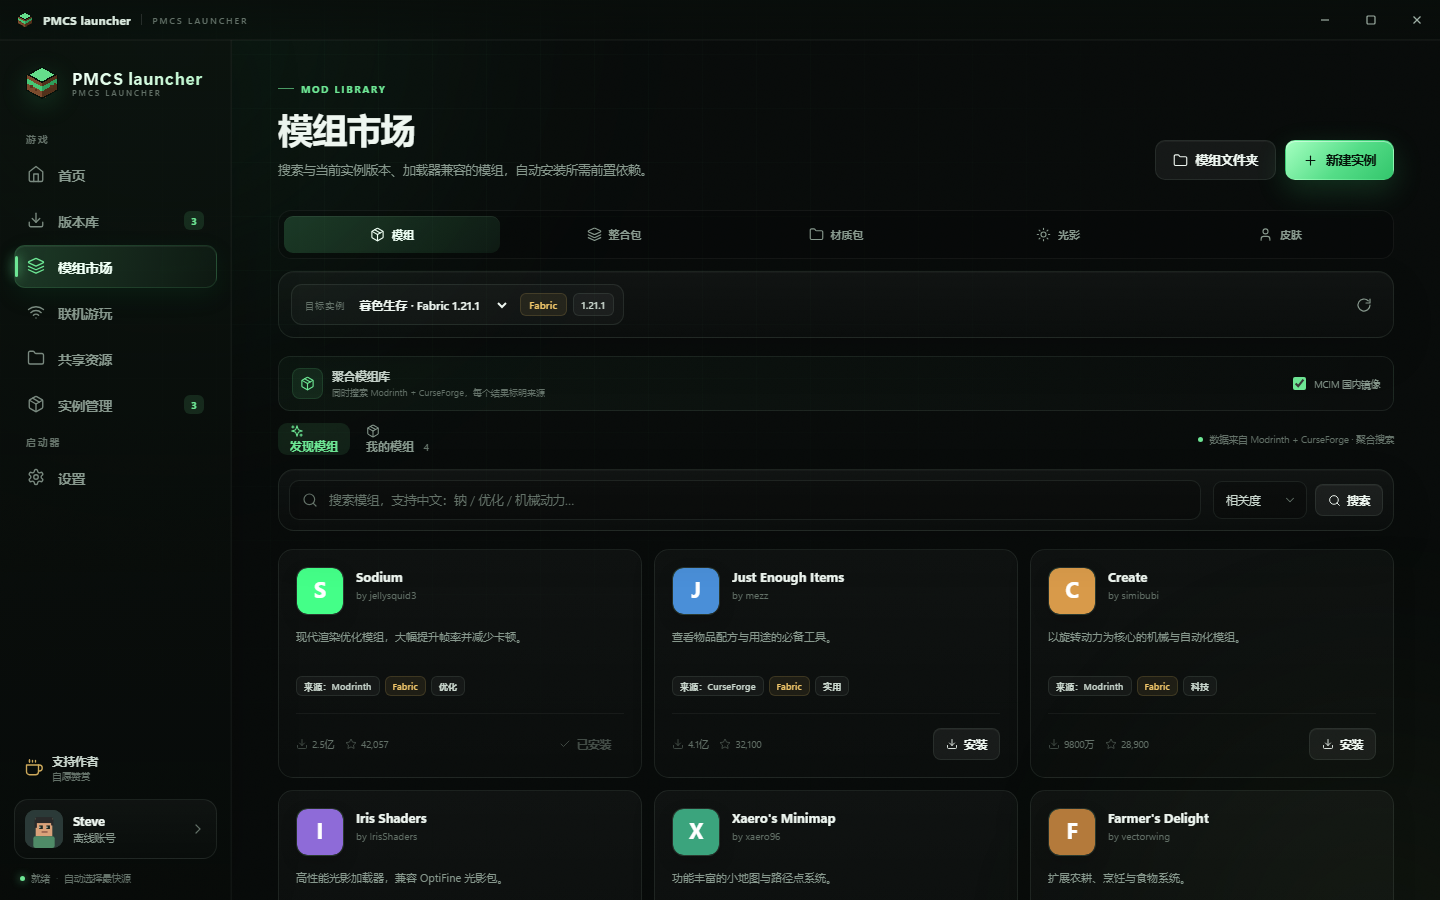 PMCS launcher PMCS LAUNCHER
PMCS launcher
PMCS LAUNCHER
游戏
首页
版本库 3
模组市场
联机游玩
共享资源
实例管理 3
启动器
设置
支持作者
自愿赞赏
Steve
离线账号
就绪 · 自动选择最快源
MOD LIBRARY
模组市场
搜索与当前实例版本、加载器兼容的模组，自动安装所需前置依赖。
模组文件夹 新建实例
模组 整合包 材质包 光影 皮肤
目标实例 暮色生存 · Fabric 1.21.1 Fabric 1.21.1
聚合模组库
同时搜索 Modrinth + CurseForge，每个结果标明来源
MCIM 国内镜像
发现模组 我的模组 4
数据来自 Modrinth + CurseForge · 聚合搜索
搜索模组，支持中文：钠 / 优化 / 机械动力...
相关度 搜索
S Sodium
by jellysquid3
现代渲染优化模组，大幅提升帧率并减少卡顿。
来源：Modrinth Fabric 优化
2.5亿 42,057 已安装
J Just Enough Items
by mezz
查看物品配方与用途的必备工具。
来源：CurseForge Fabric 实用
4.1亿 32,100 安装
C Create
by simibubi
以旋转动力为核心的机械与自动化模组。
来源：Modrinth Fabric 科技
9800万 28,900 安装
I Iris Shaders
by IrisShaders
高性能光影加载器，兼容 OptiFine 光影包。
X Xaero's Minimap
by xaero96
功能丰富的小地图与路径点系统。
F Farmer's Delight
by vectorwing
扩展农耕、烹饪与食物系统。